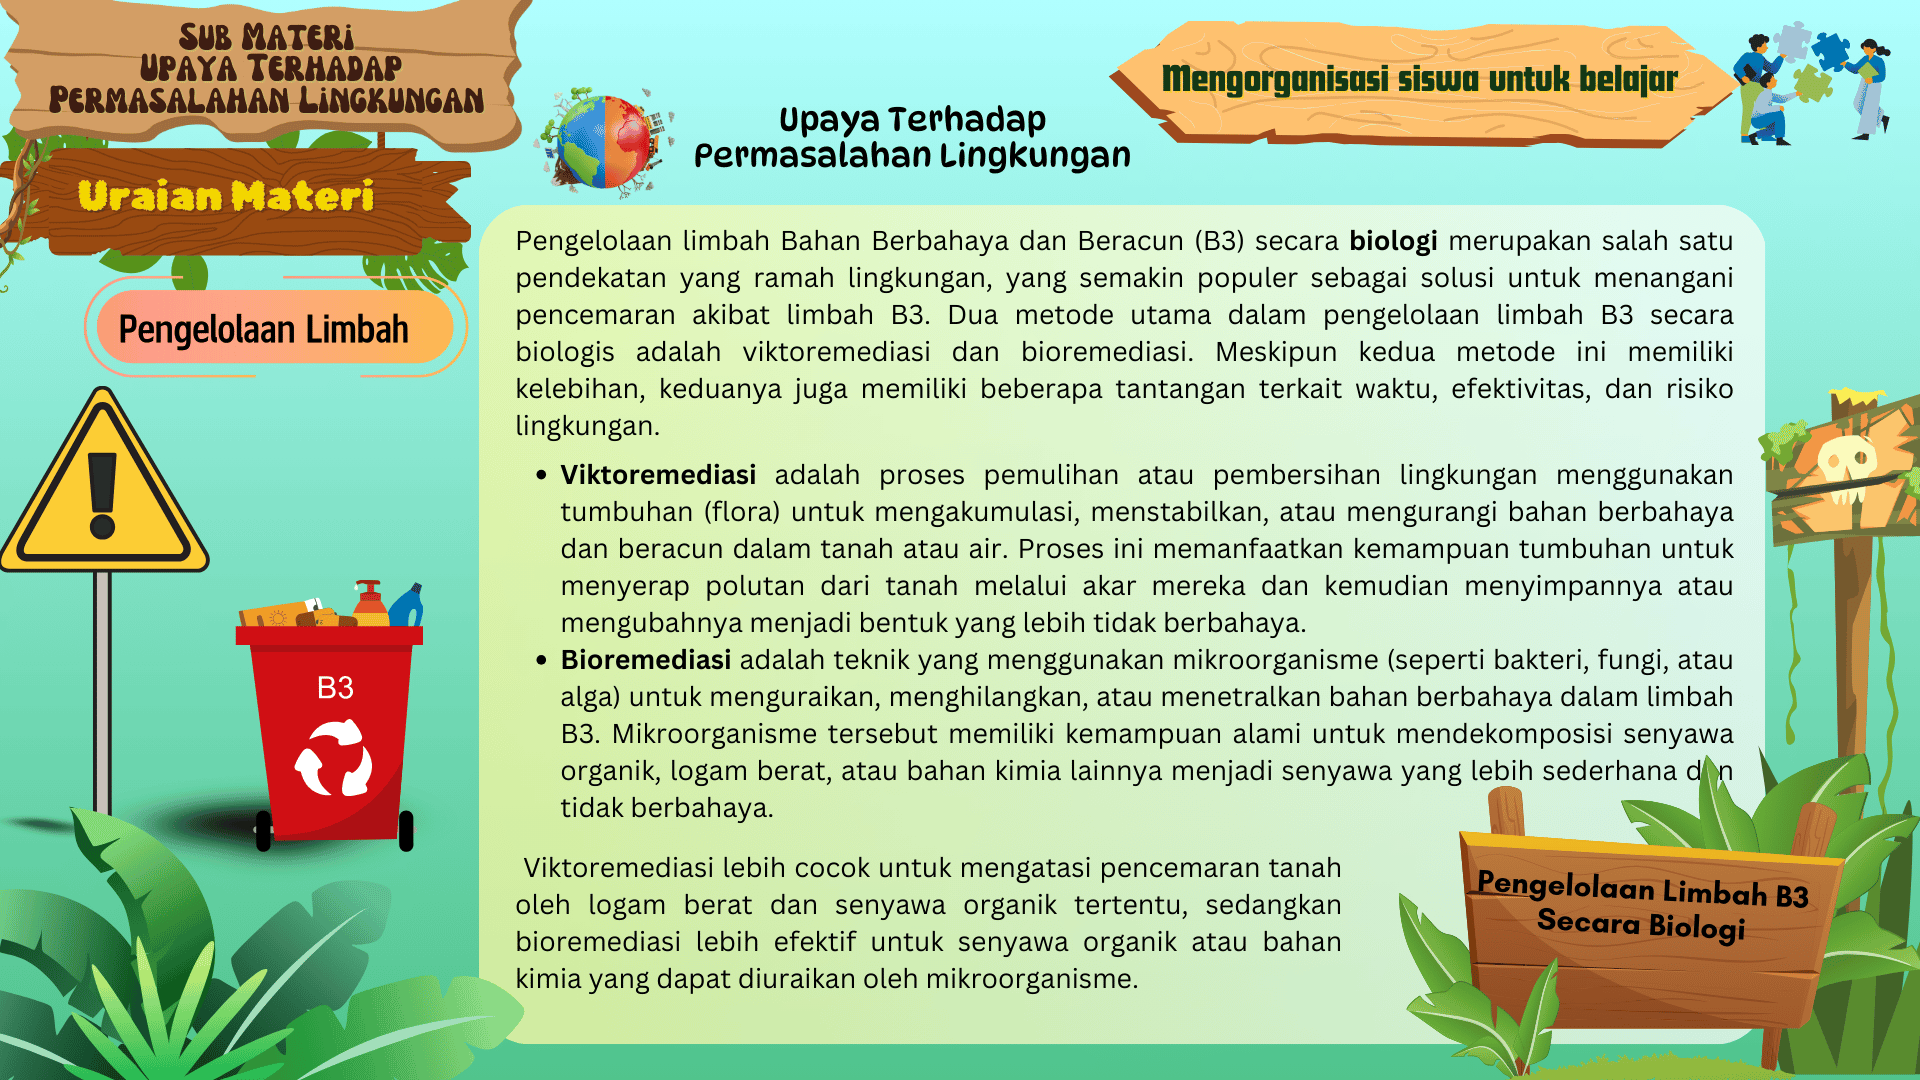 Sub Materi
Upaya Terhadap
Permasalahan Lingkungan
Uraian Materi
Pengelolaan Limbah
Upaya Terhadap
Permasalahan Lingkungan
Mengorganisasi siswa untuk belajar
Pengelolaan limbah Bahan Berbahaya dan Beracun (B3) secara biologi merupakan salah satu
pendekatan yang ramah lingkungan, yang semakin populer sebagai solusi untuk menangani
pencemaran akibat limbah B3. Dua metode utama dalam pengelolaan limbah B3 secara
biologis adalah viktoremediasi dan bioremediasi. Meskipun kedua metode ini memiliki
kelebihan, keduanya juga memiliki beberapa tantangan terkait waktu, efektivitas, dan risiko
lingkungan.
• Viktoremediasi adalah proses pemulihan atau pembersihan lingkungan menggunakan
tumbuhan (flora) untuk mengakumulasi, menstabilkan, atau mengurangi bahan berbahaya
dan beracun dalam tanah atau air. Proses ini memanfaatkan kemampuan tumbuhan untuk
menyerap polutan dari tanah melalui akar mereka dan kemudian menyimpannya atau
mengubahnya menjadi bentuk yang lebih tidak berbahaya.
• Bioremediasi adalah teknik yang menggunakan mikroorganisme (seperti bakteri, fungi, atau
alga) untuk menguraikan, menghilangkan, atau menetralkan bahan berbahaya dalam limbah
B3. Mikroorganisme tersebut memiliki kemampuan alami untuk mendekomposisi senyawa
organik, logam berat, atau bahan kimia lainnya menjadi senyawa yang lebih sederhana dan
tidak berbahaya.
Viktoremediasi lebih cocok untuk mengatasi pencemaran tanah
oleh logam berat dan senyawa organik tertentu, sedangkan
bioremediasi lebih efektif untuk senyawa organik atau bahan
kimia yang dapat diuraikan oleh mikroorganisme.
B3
Pengelolaan Limbah B3
Secara Biologi